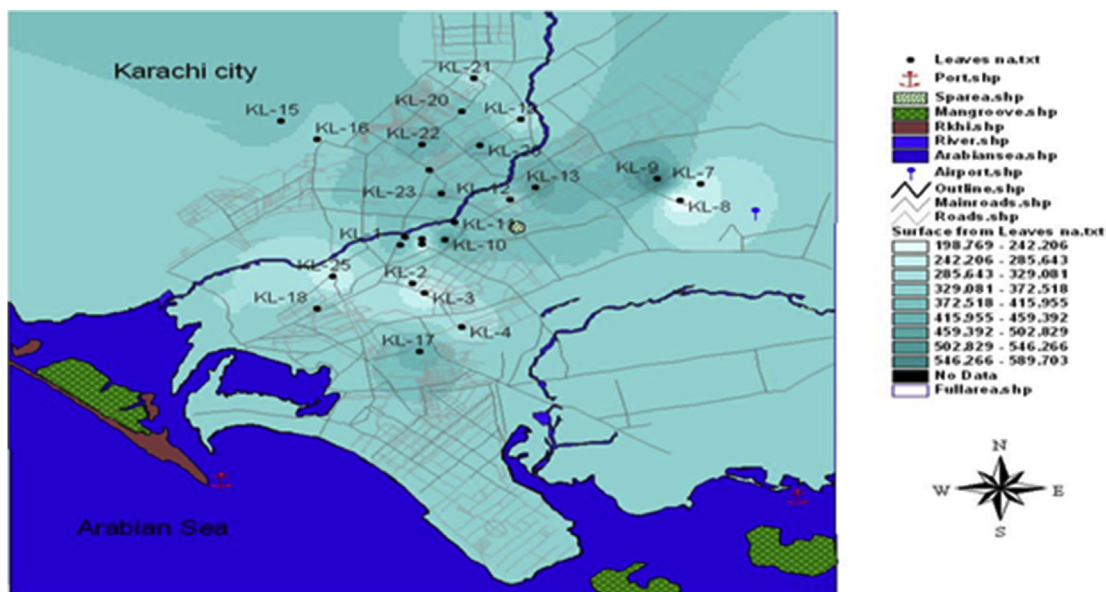 Karachi city
KL-21
KL-15
KL-20
KL-16
KL-22
KL-9
KL-7
KL-13
KL-23
KL-12
KL-8
KL-11
KL-1
KL-10
KL-25
KL-2
KL-18
KL-3
KL-4
KL-17
Arabian Sea
Leaves na.txt
Port.shp
Sparea.shp
Mangroove.shp
Rkhi.shp
River.shp
Arabiansea.shp
Airport.shp
Outline.shp
Mainroads.shp
Roads.shp
Surface from Leaves na.txt
198.769 - 242.206
242.206 - 285.643
285.643 - 329.081
329.081 - 372.518
372.518 - 415.955
415.955 - 459.392
459.392 - 502.829
502.829 - 546.266
546.266 - 589.703
No Data
Fullarea.shp
N
W E
S